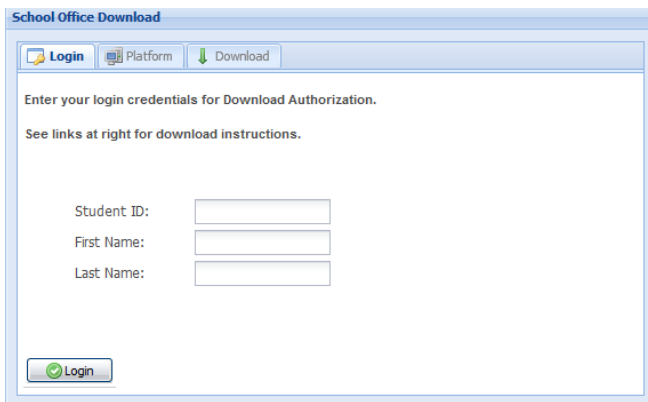 School Office Download
Login Platform Download
Enter your login credentials for Download Authorization.
See links at right for download instructions.
Student ID:
First Name:
Last Name:
Login